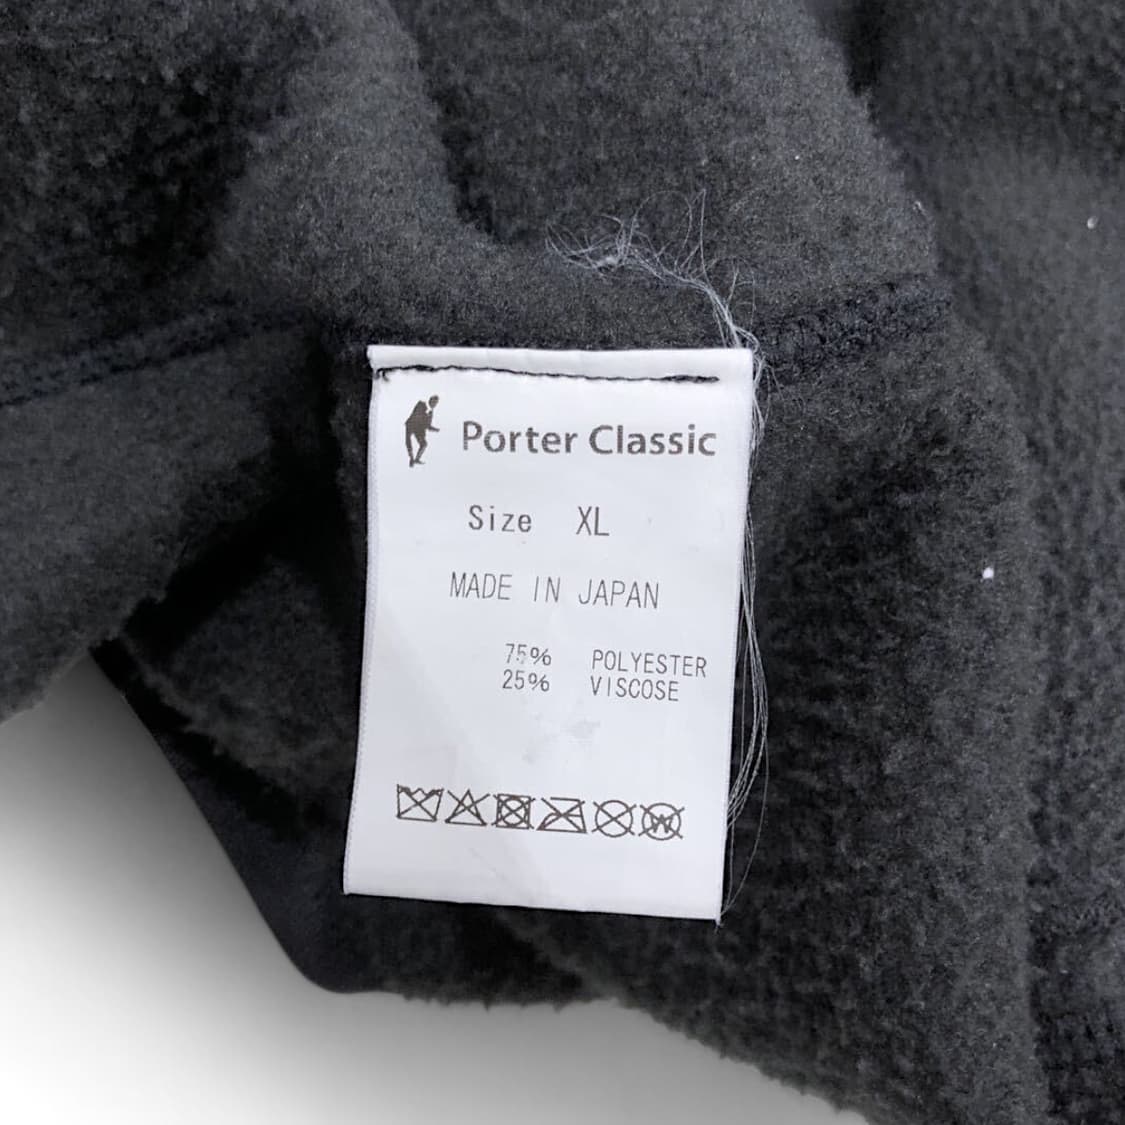 Porter Classic
Size XL
MADE IN JAPAN
75% POLYESTER
25% VISCOSE
W